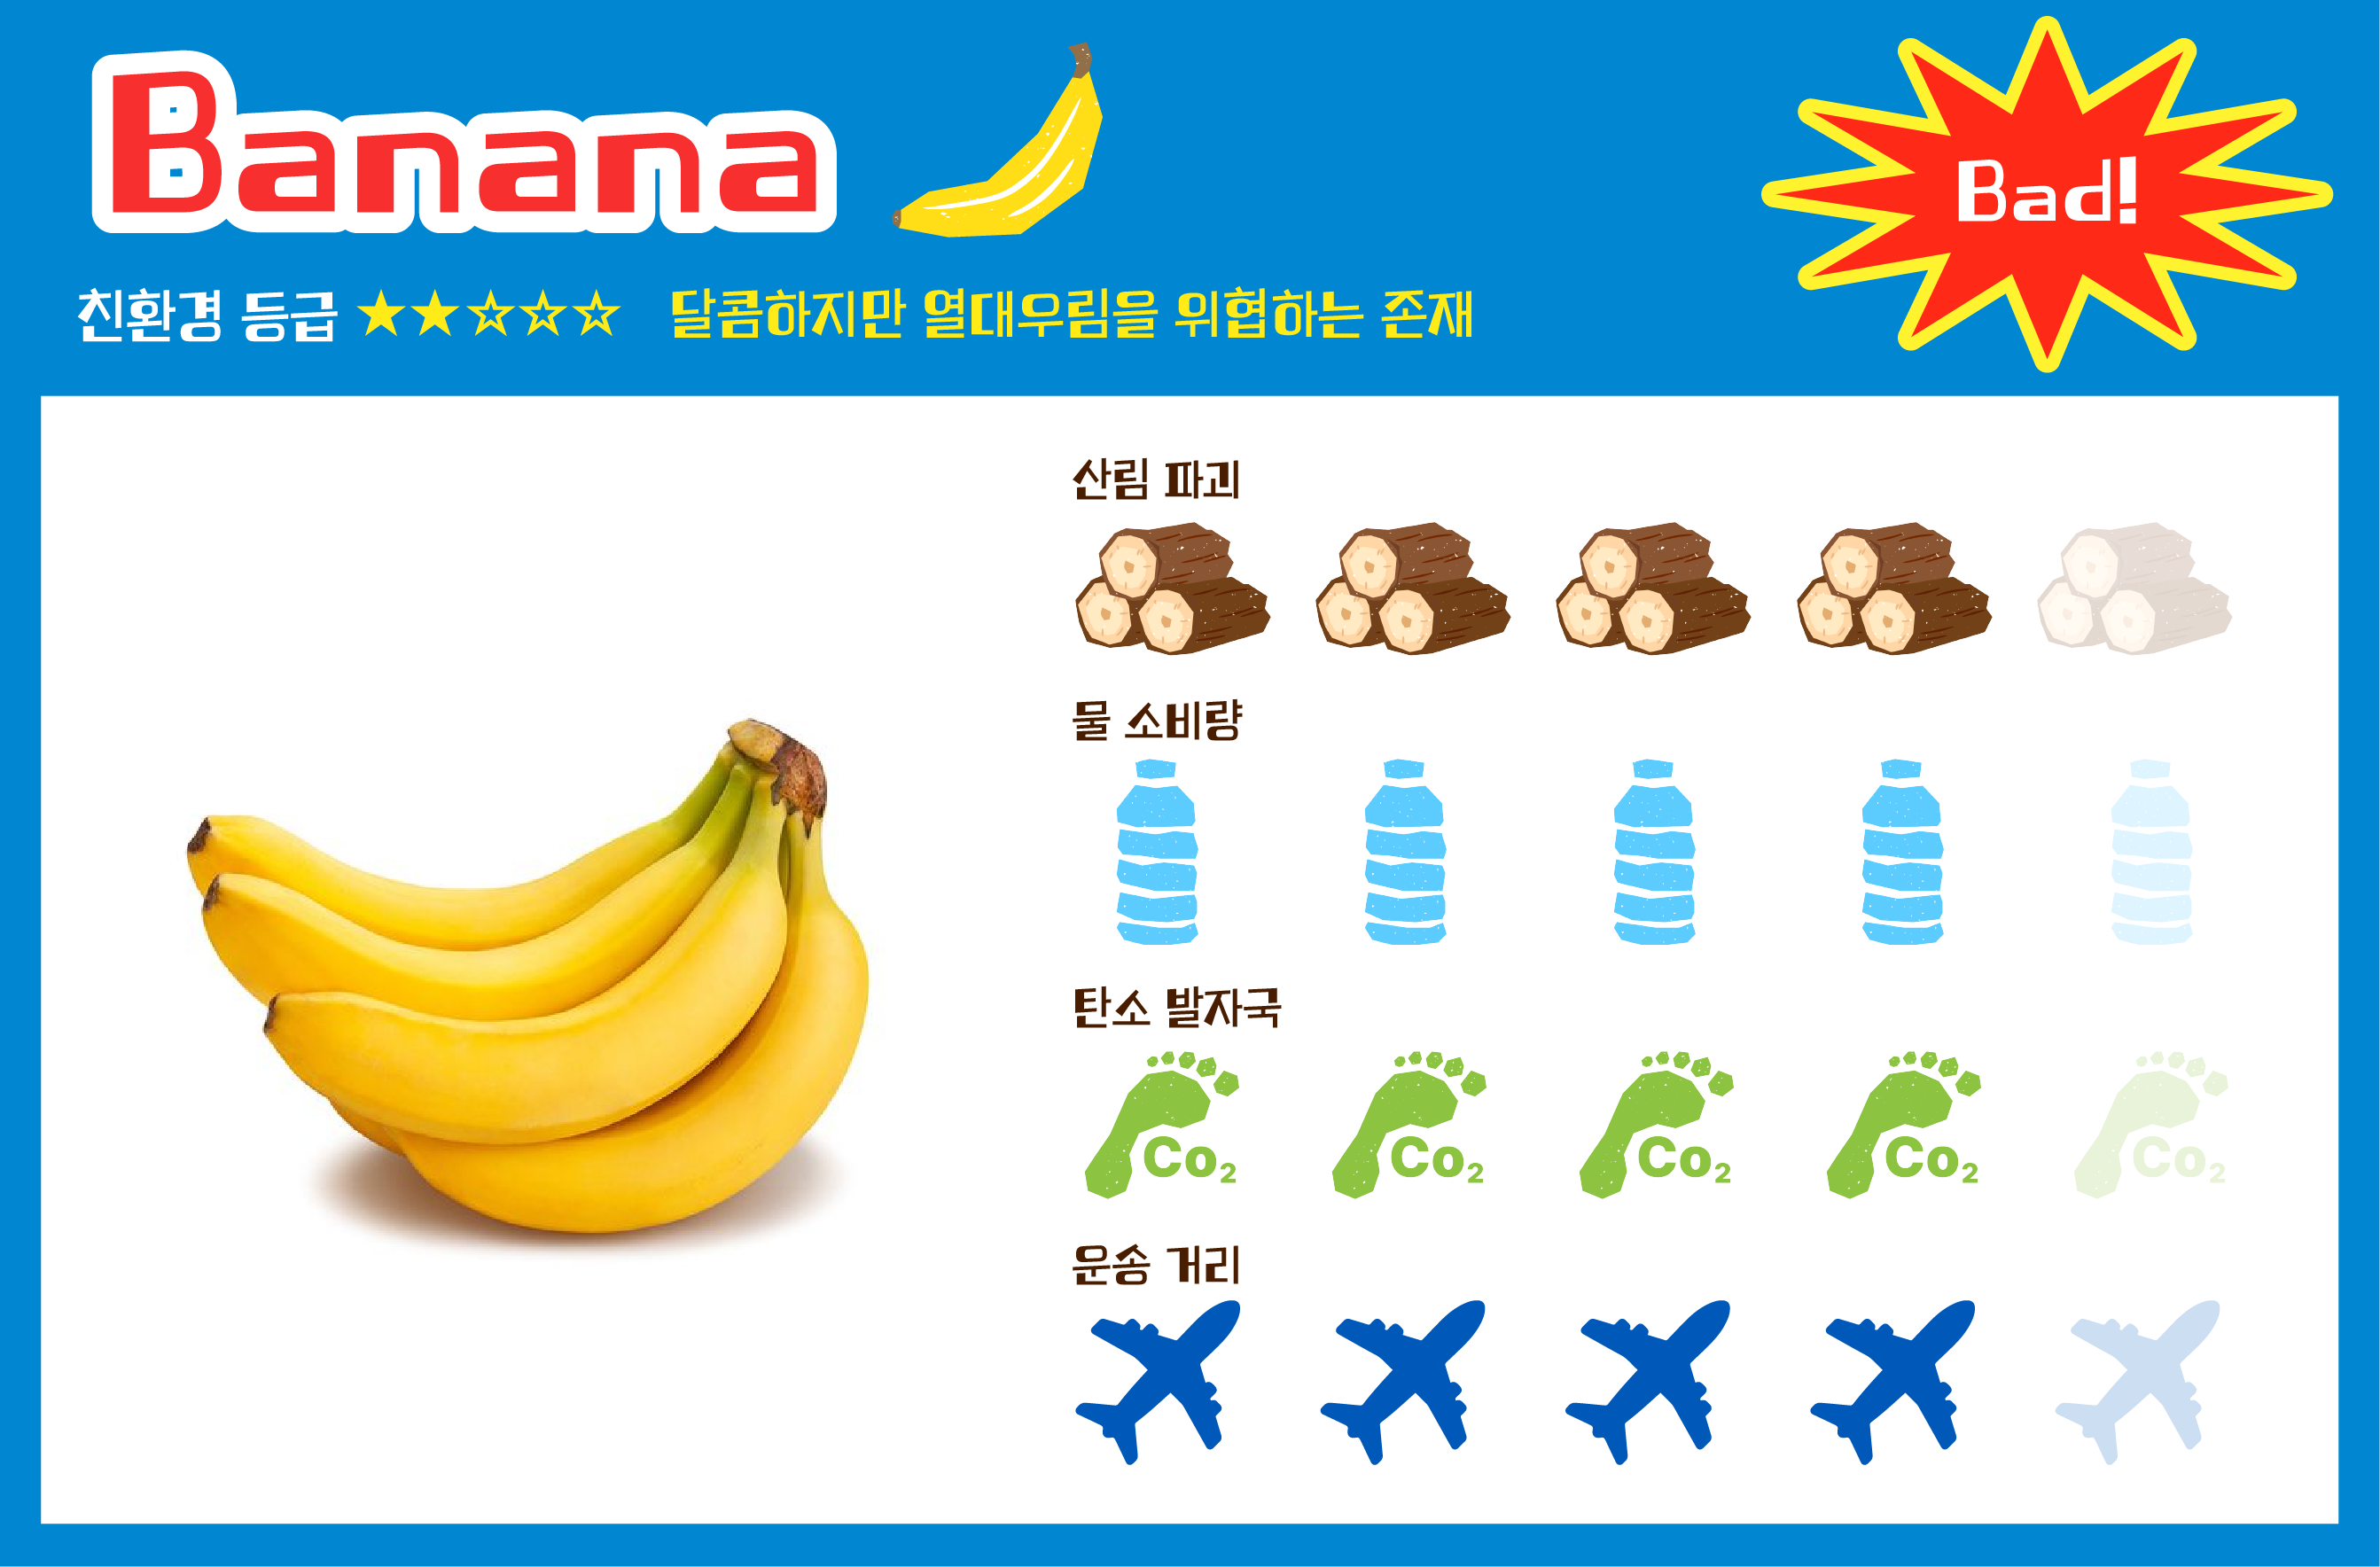 Banana
Bad!
친환경 등급 ★★☆☆☆ 달콤하지만 열대우림을 위협하는 존재
산림 파괴
물 소비량
탄소 발자국
Co₂ Co₂ Co₂ Co₂ Co₂
운송 거리